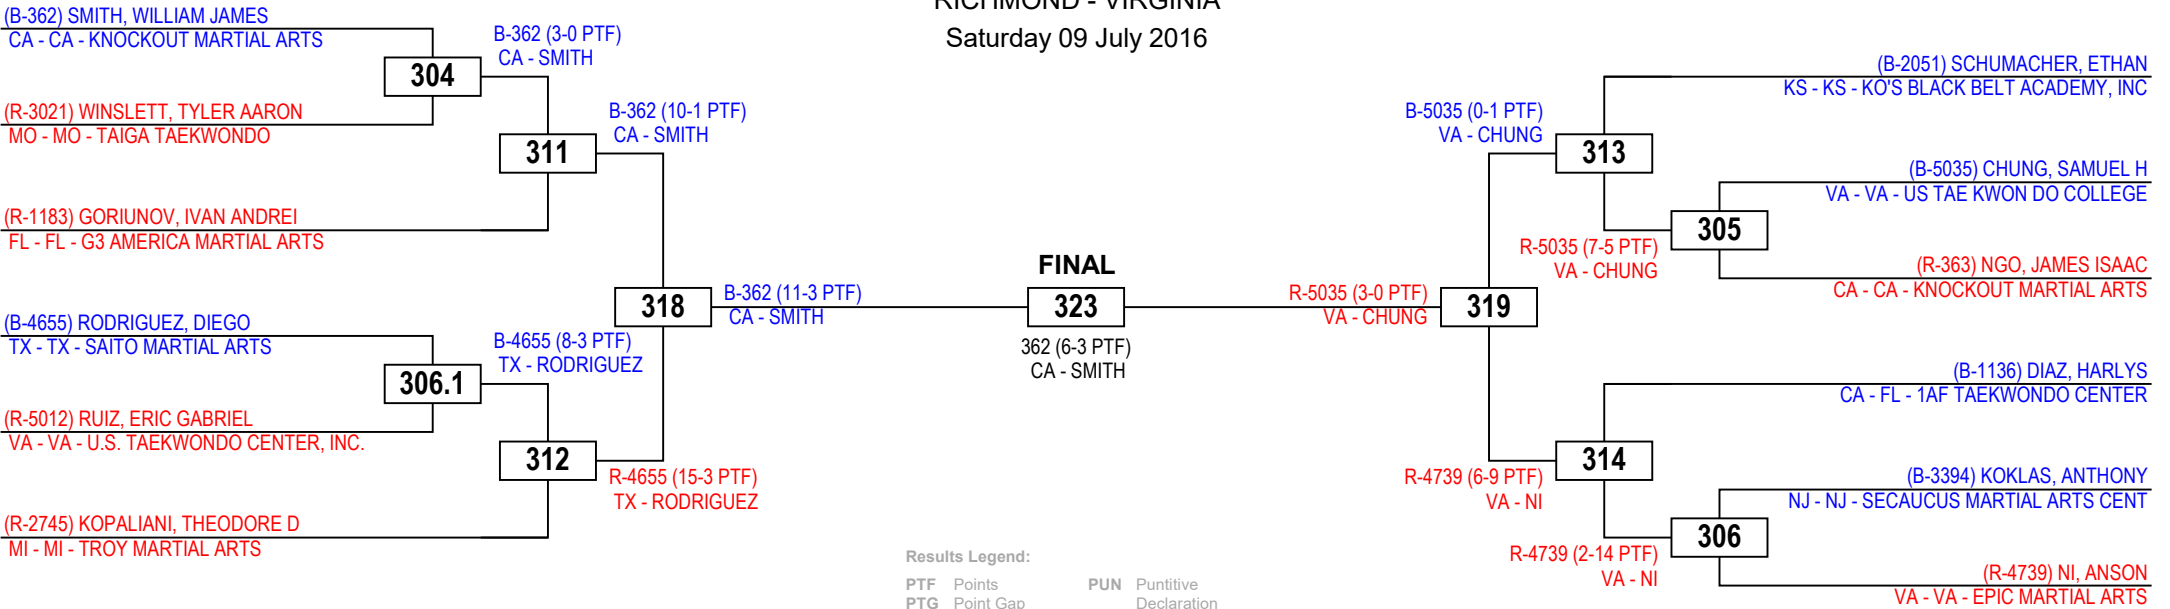 RICHMOND - VIRGINIA
Saturday 09 July 2016
(B-362) SMITH, WILLIAM JAMES
CA - CA - KNOCKOUT MARTIAL ARTS
304
(R-3021) WINSLETT, TYLER AARON
MO - MO - TAIGA TAEKWONDO
B-362 (3-0 PTF)
CA - SMITH
311
(R-1183) GORIUNOV, IVAN ANDREI
FL - FL - G3 AMERICA MARTIAL ARTS
B-362 (10-1 PTF)
CA - SMITH
(B-4655) RODRIGUEZ, DIEGO
TX - TX - SAITO MARTIAL ARTS
306.1
(R-5012) RUIZ, ERIC GABRIEL
VA - VA - U.S. TAEKWONDO CENTER, INC.
B-4655 (8-3 PTF)
TX - RODRIGUEZ
312
(R-2745) KOPALIANI, THEODORE D
MI - MI - TROY MARTIAL ARTS
R-4655 (15-3 PTF)
TX - RODRIGUEZ
318
B-362 (11-3 PTF)
CA - SMITH
FINAL
323
362 (6-3 PTF)
CA - SMITH
R-5035 (3-0 PTF)
VA - CHUNG
319
B-5035 (0-1 PTF)
VA - CHUNG
313
(B-2051) SCHUMACHER, ETHAN
KS - KS - KO'S BLACK BELT ACADEMY, INC
(B-5035) CHUNG, SAMUEL H
VA - VA - US TAE KWON DO COLLEGE
305
R-5035 (7-5 PTF)
VA - CHUNG
(R-363) NGO, JAMES ISAAC
CA - CA - KNOCKOUT MARTIAL ARTS
(B-1136) DIAZ, HARLYS
CA - FL - 1AF TAEKWONDO CENTER
314
R-4739 (6-9 PTF)
VA - NI
(B-3394) KOKLAS, ANTHONY
NJ - NJ - SECAUCUS MARTIAL ARTS CENT
306
R-4739 (2-14 PTF)
VA - NI
(R-4739) NI, ANSON
VA - VA - EPIC MARTIAL ARTS
Results Legend:
PTF Points PUN Puntitive
PTG Point Gap Declaration